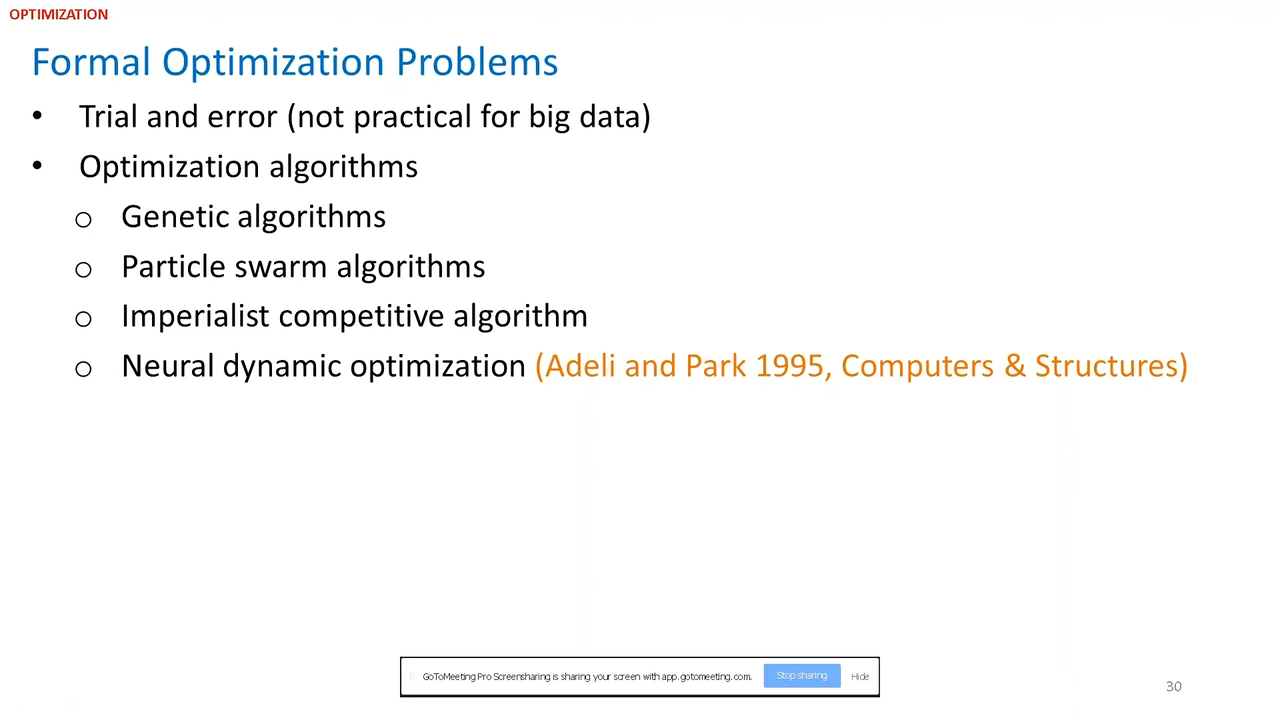 OPTIMIZATION
Formal Optimization Problems
• Trial and error (not practical for big data)
• Optimization algorithms
o Genetic algorithms
o Particle swarm algorithms
o Imperialist competitive algorithm
o Neural dynamic optimization (Adeli and Park 1995, Computers & Structures)
GoToMeeting Pro Screensharing is sharing your screen with app.gotomeeting.com. Stop sharing Hide
30